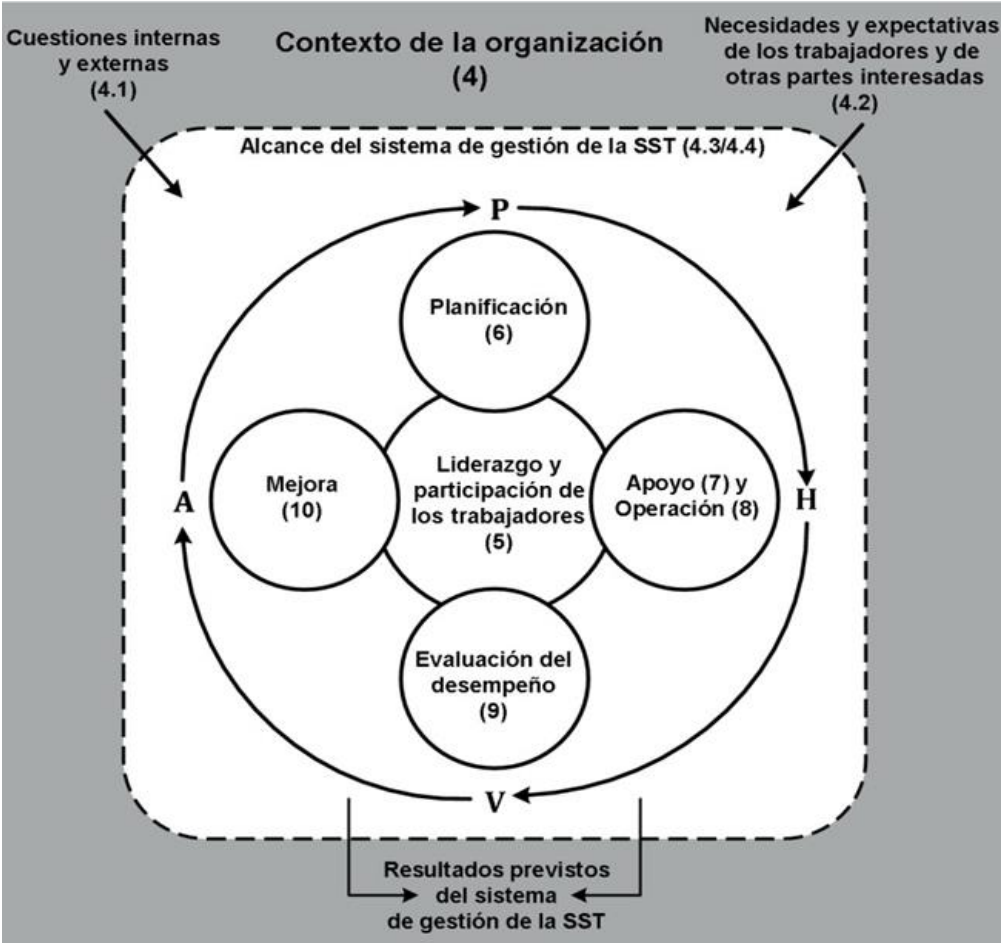 Cuestiones internas
y externas
(4.1)
Contexto de la organización
(4)
Necesidades y expectativas
de los trabajadores y de
otras partes interesadas
(4.2)
Alcance del sistema de gestión de la SST (4.3/4.4)
P
Planificación
(6)
A
Mejora
(10)
Liderazgo y
participación de
los trabajadores
(5)
Apoyo (7) y
Operación (8)
H
Evaluación del
desempeño
(9)
V
Resultados previstos
del sistema
de gestión de la SST